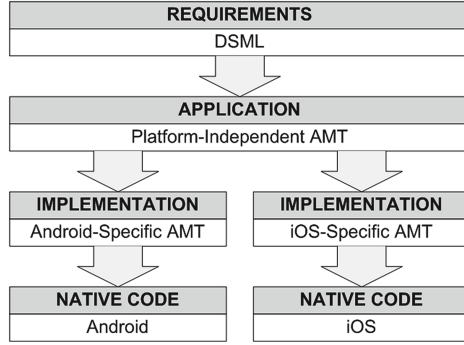 REQUIREMENTS
DSML
APPLICATION
Platform-Independent AMT
IMPLEMENTATION
Android-Specific AMT
IMPLEMENTATION
iOS-Specific AMT
NATIVE CODE
Android
NATIVE CODE
iOS